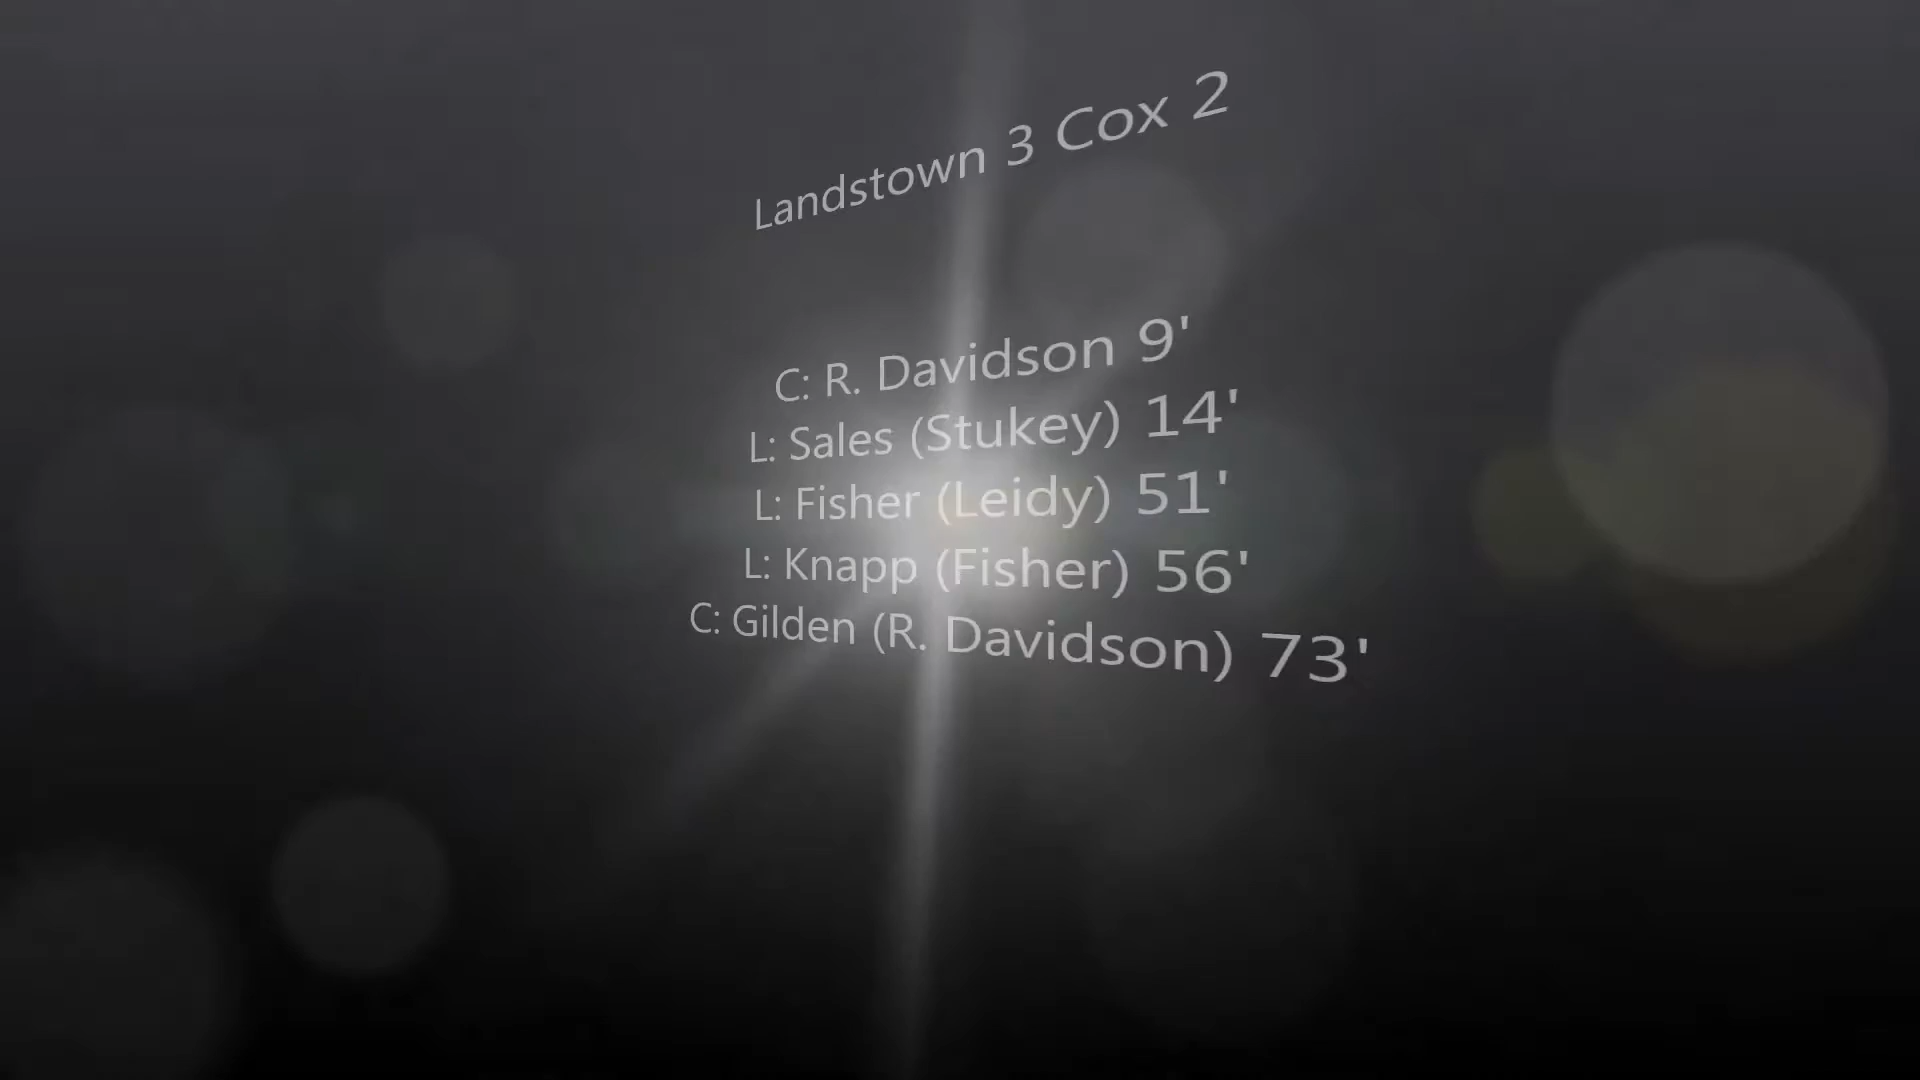 Landstown 3 Cox 2
C: R. Davidson 9'
L: Sales (Stukey) 14'
L: Fisher (Leidy) 51'
L: Knapp (Fisher) 56'
C: Gilden (R. Davidson) 73'